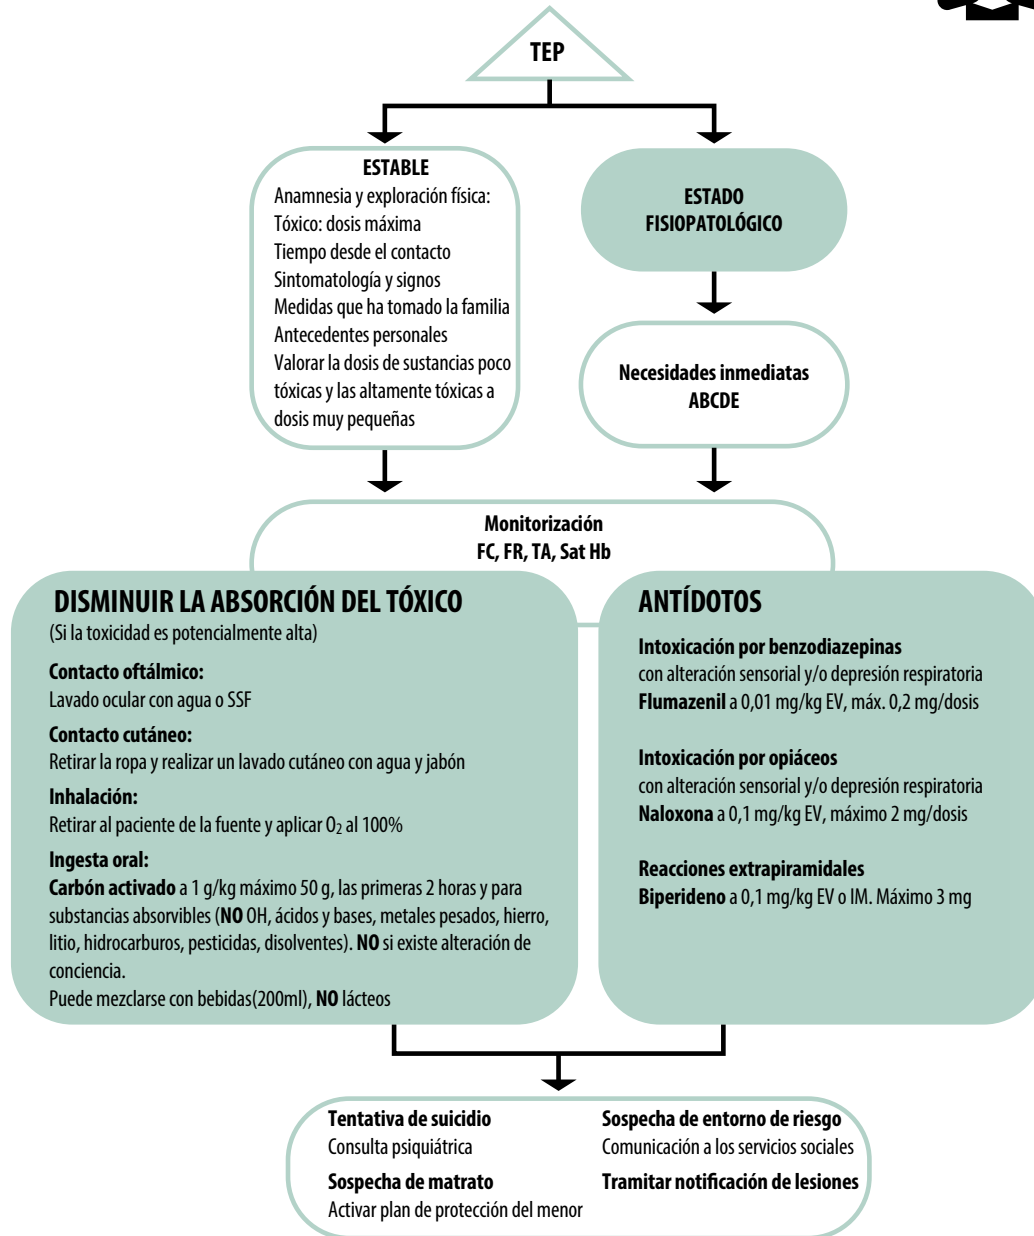 TEP
ESTABLE
Anamnesia y exploración física:
Tóxico: dosis máxima
Tiempo desde el contacto
Sintomatología y signos
Medidas que ha tomado la familia
Antecedentes personales
Valorar la dosis de sustancias poco
tóxicas y las altamente tóxicas a
dosis muy pequeñas
ESTADO
FISIOPATOLÓGICO
Necesidades inmediatas
ABCDE
Monitorización
FC, FR, TA, Sat Hb
DISMINUIR LA ABSORCIÓN DEL TÓXICO
(Si la toxicidad es potencialmente alta)
Contacto oftálmico:
Lavado ocular con agua o SSF
Contacto cutáneo:
Retirar la ropa y realizar un lavado cutáneo con agua y jabón
Inhalación:
Retirar al paciente de la fuente y aplicar O₂ al 100%
Ingesta oral:
Carbón activado a 1 g/kg máximo 50 g, las primeras 2 horas y para
substancias absorvibles (NO OH, ácidos y bases, metales pesados, hierro,
litio, hidrocarburos, pesticidas, disolventes). NO si existe alteración de
conciencia.
Puede mezclarse con bebidas(200ml), NO lácteos
ANTÍDOTOS
Intoxicación por benzodiazepinas
con alteración sensorial y/o depresión respiratoria
Flumazenil a 0,01 mg/kg EV, máx. 0,2 mg/dosis
Intoxicación por opiáceos
con alteración sensorial y/o depresión respiratoria
Naloxona a 0,1 mg/kg EV, máximo 2 mg/dosis
Reacciones extrapiramidales
Biperideno a 0,1 mg/kg EV o IM. Máximo 3 mg
Tentativa de suicidio
Consulta psiquiátrica
Sospecha de matrato
Activar plan de protección del menor
Sospecha de entorno de riesgo
Comunicación a los servicios sociales
Tramitar notificación de lesiones